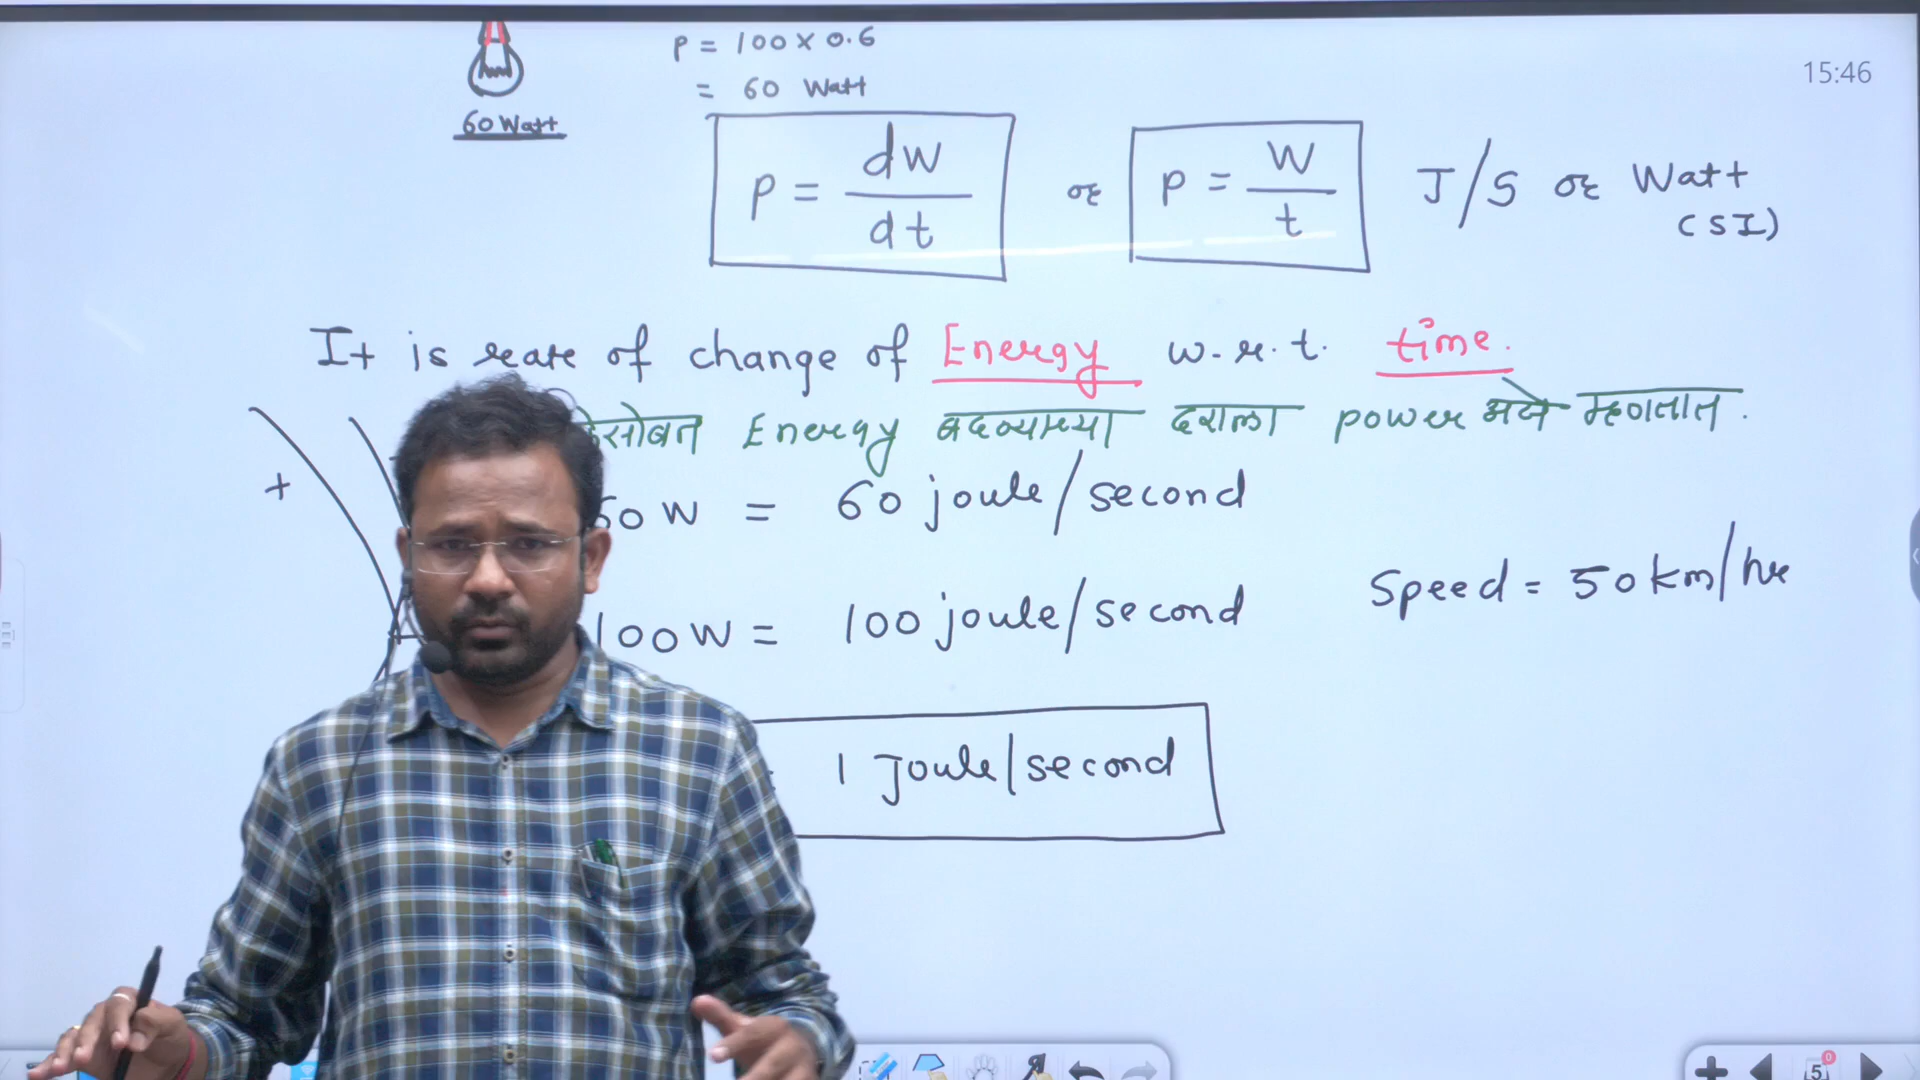 P = 100 x 0.6
= 60 Watt
15:46
60 Watt
P = dw/dt or P = W/t J/S or Watt
(SI)
It is rate of change of Energy w.r.t. time.
Energy बदलण्याच्या दराला power असे म्हणतात.
60 W = 60 joule/second
100 W = 100 joule/second
Speed = 50 km/hr
+
1 Joule/second
5
0